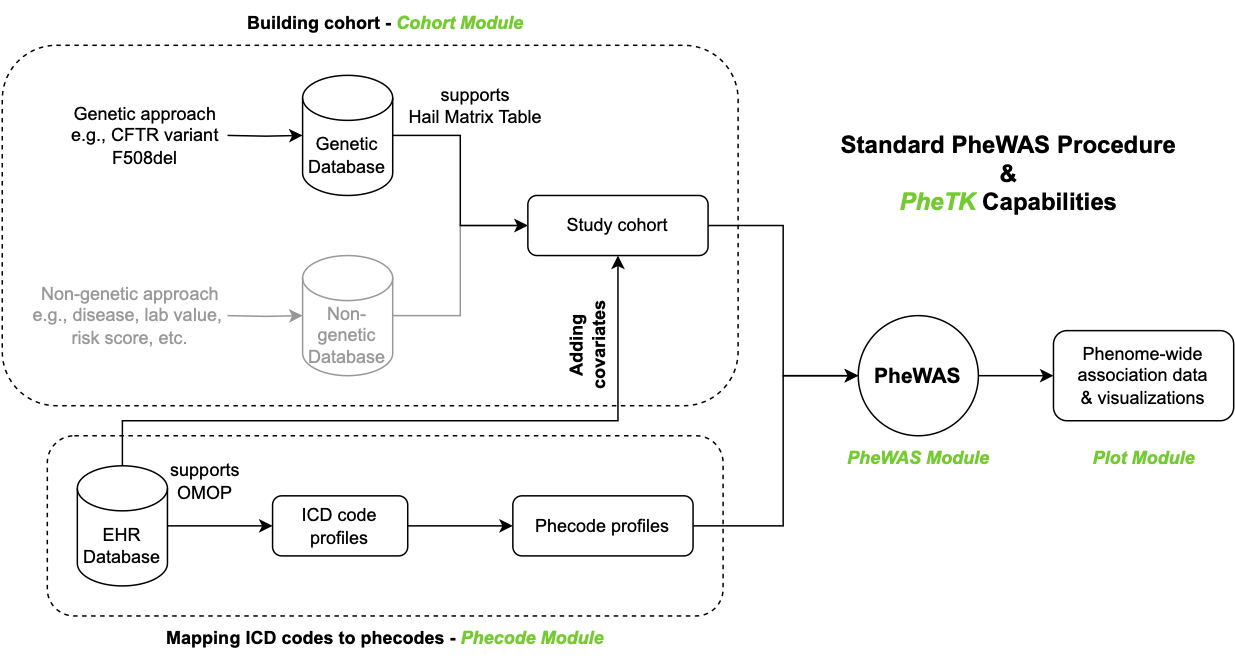 Building cohort - Cohort Module
Genetic approach
e.g., CFTR variant
F508del
Genetic
Database
supports
Hail Matrix Table
Standard PheWAS Procedure
&
PheTK Capabilities
Study cohort
Non-genetic approach
e.g., disease, lab value,
risk score, etc.
Non-
genetic
Database
Adding
covariates
PheWAS
PheWAS Module
Phenome-wide
association data
& visualizations
Plot Module
EHR
Database
supports
OMOP
ICD code
profiles
Phecode profiles
Mapping ICD codes to phecodes - Phecode Module